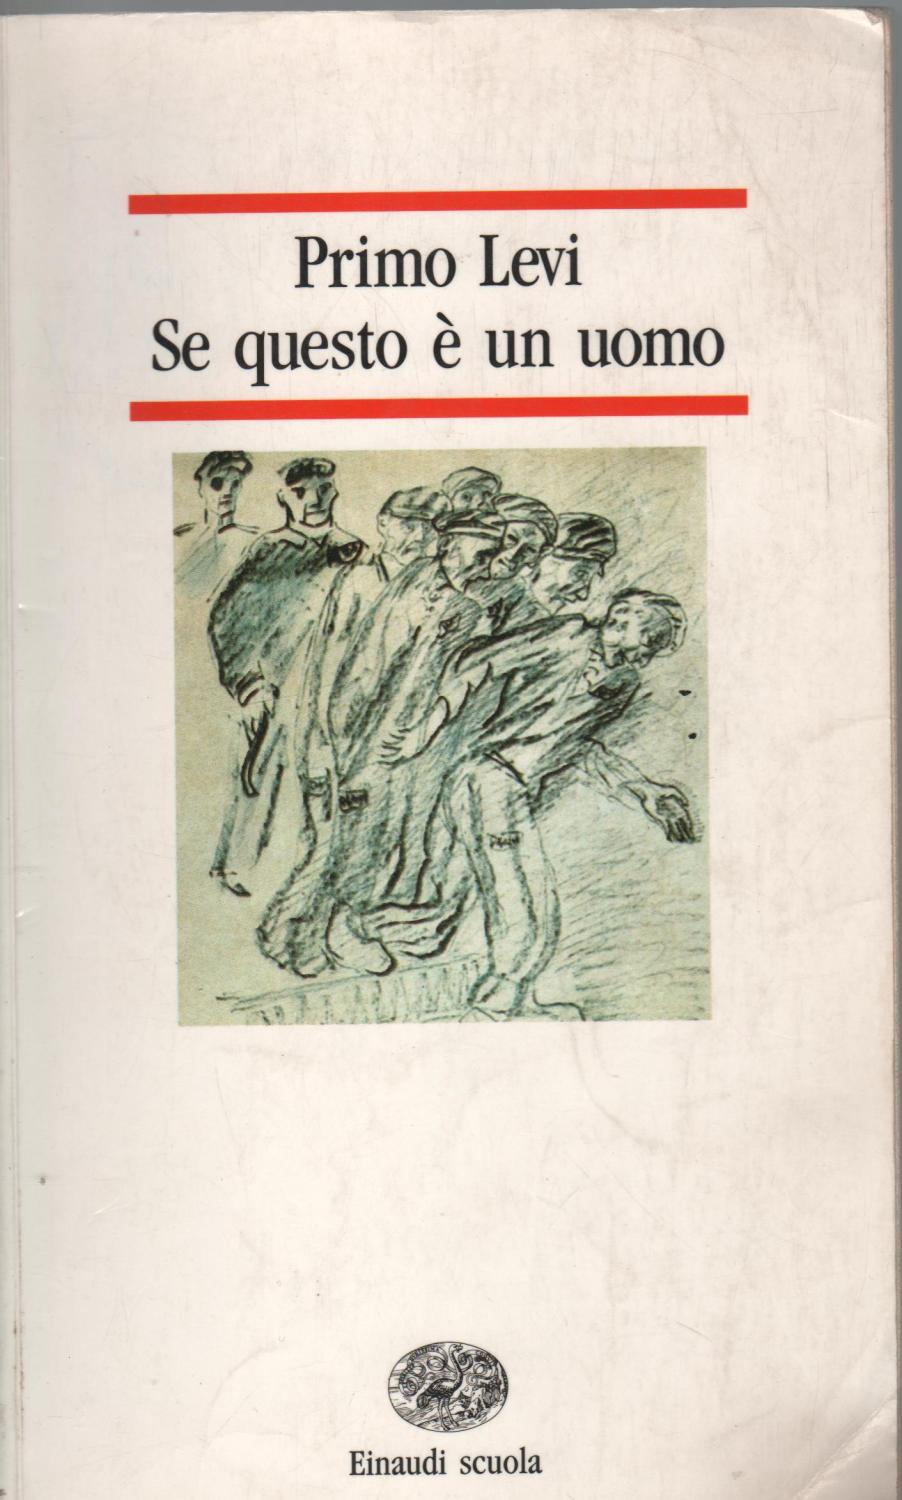 Primo Levi
Se questo è un uomo
Einaudi scuola